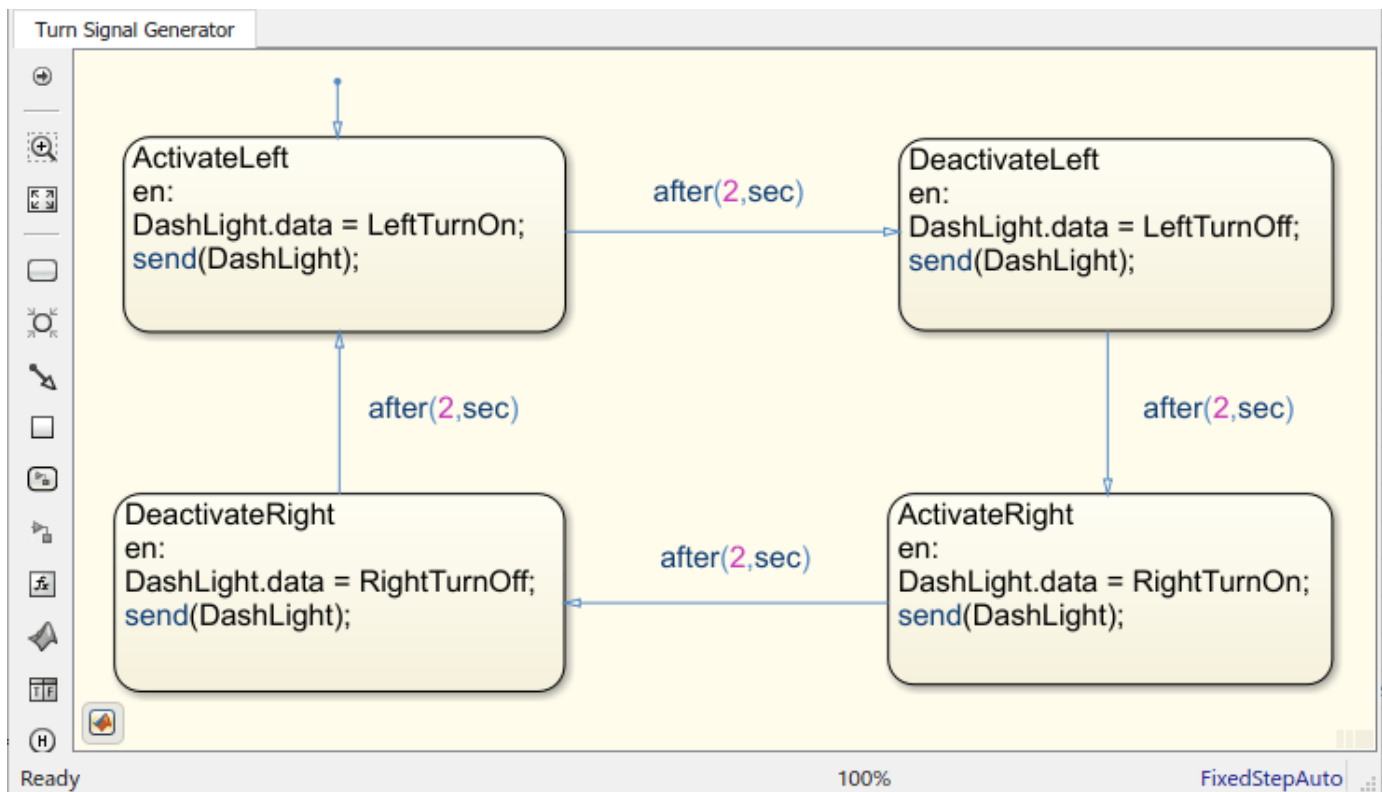 Turn Signal Generator
ActivateLeft
en:
DashLight.data = LeftTurnOn;
send(DashLight);
after(2,sec)
DeactivateLeft
en:
DashLight.data = LeftTurnOff;
send(DashLight);
after(2,sec)
after(2,sec)
DeactivateRight
en:
DashLight.data = RightTurnOff;
send(DashLight);
after(2,sec)
ActivateRight
en:
DashLight.data = RightTurnOn;
send(DashLight);
fx
T F
H
Ready
100%
FixedStepAuto